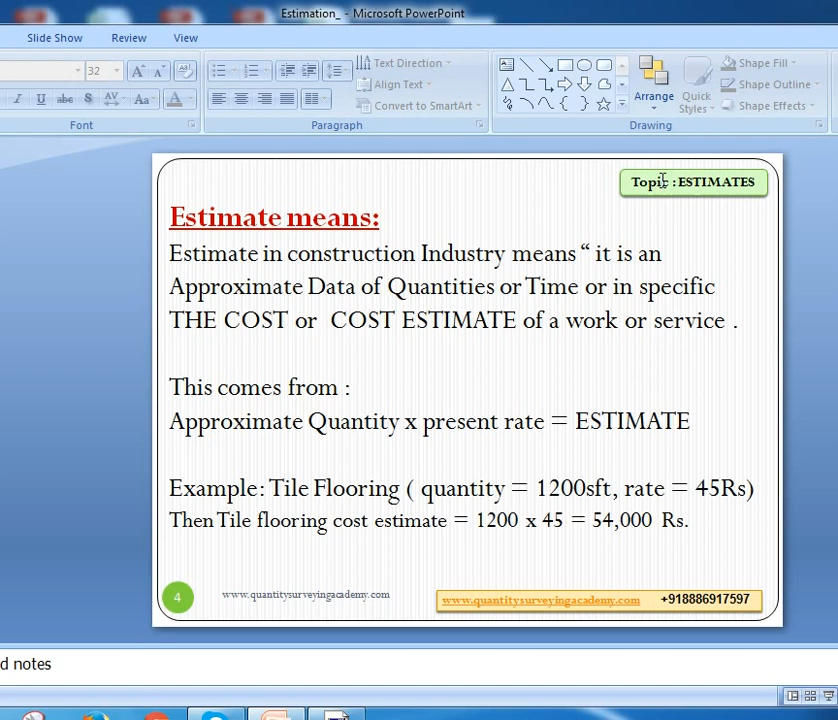 Estimation_ - Microsoft PowerPoint
Slide Show Review View
32 A A Aa
I U abc S AV Aa A
Text Direction
Align Text
Convert to SmartArt
Arrange
Quick
Styles
Shape Fill
Shape Outline
Shape Effects
Font Paragraph Drawing
Topic : ESTIMATES
Estimate means:
Estimate in construction Industry means “ it is an
Approximate Data of Quantities or Time or in specific
THE COST or COST ESTIMATE of a work or service .
This comes from :
Approximate Quantity x present rate = ESTIMATE
Example: Tile Flooring ( quantity = 1200sft, rate = 45Rs)
Then Tile flooring cost estimate = 1200 x 45 = 54,000 Rs.
4 www.quantitysurveyingacademy.com
www.quantitysurveyingacademy.com +918886917597
d notes